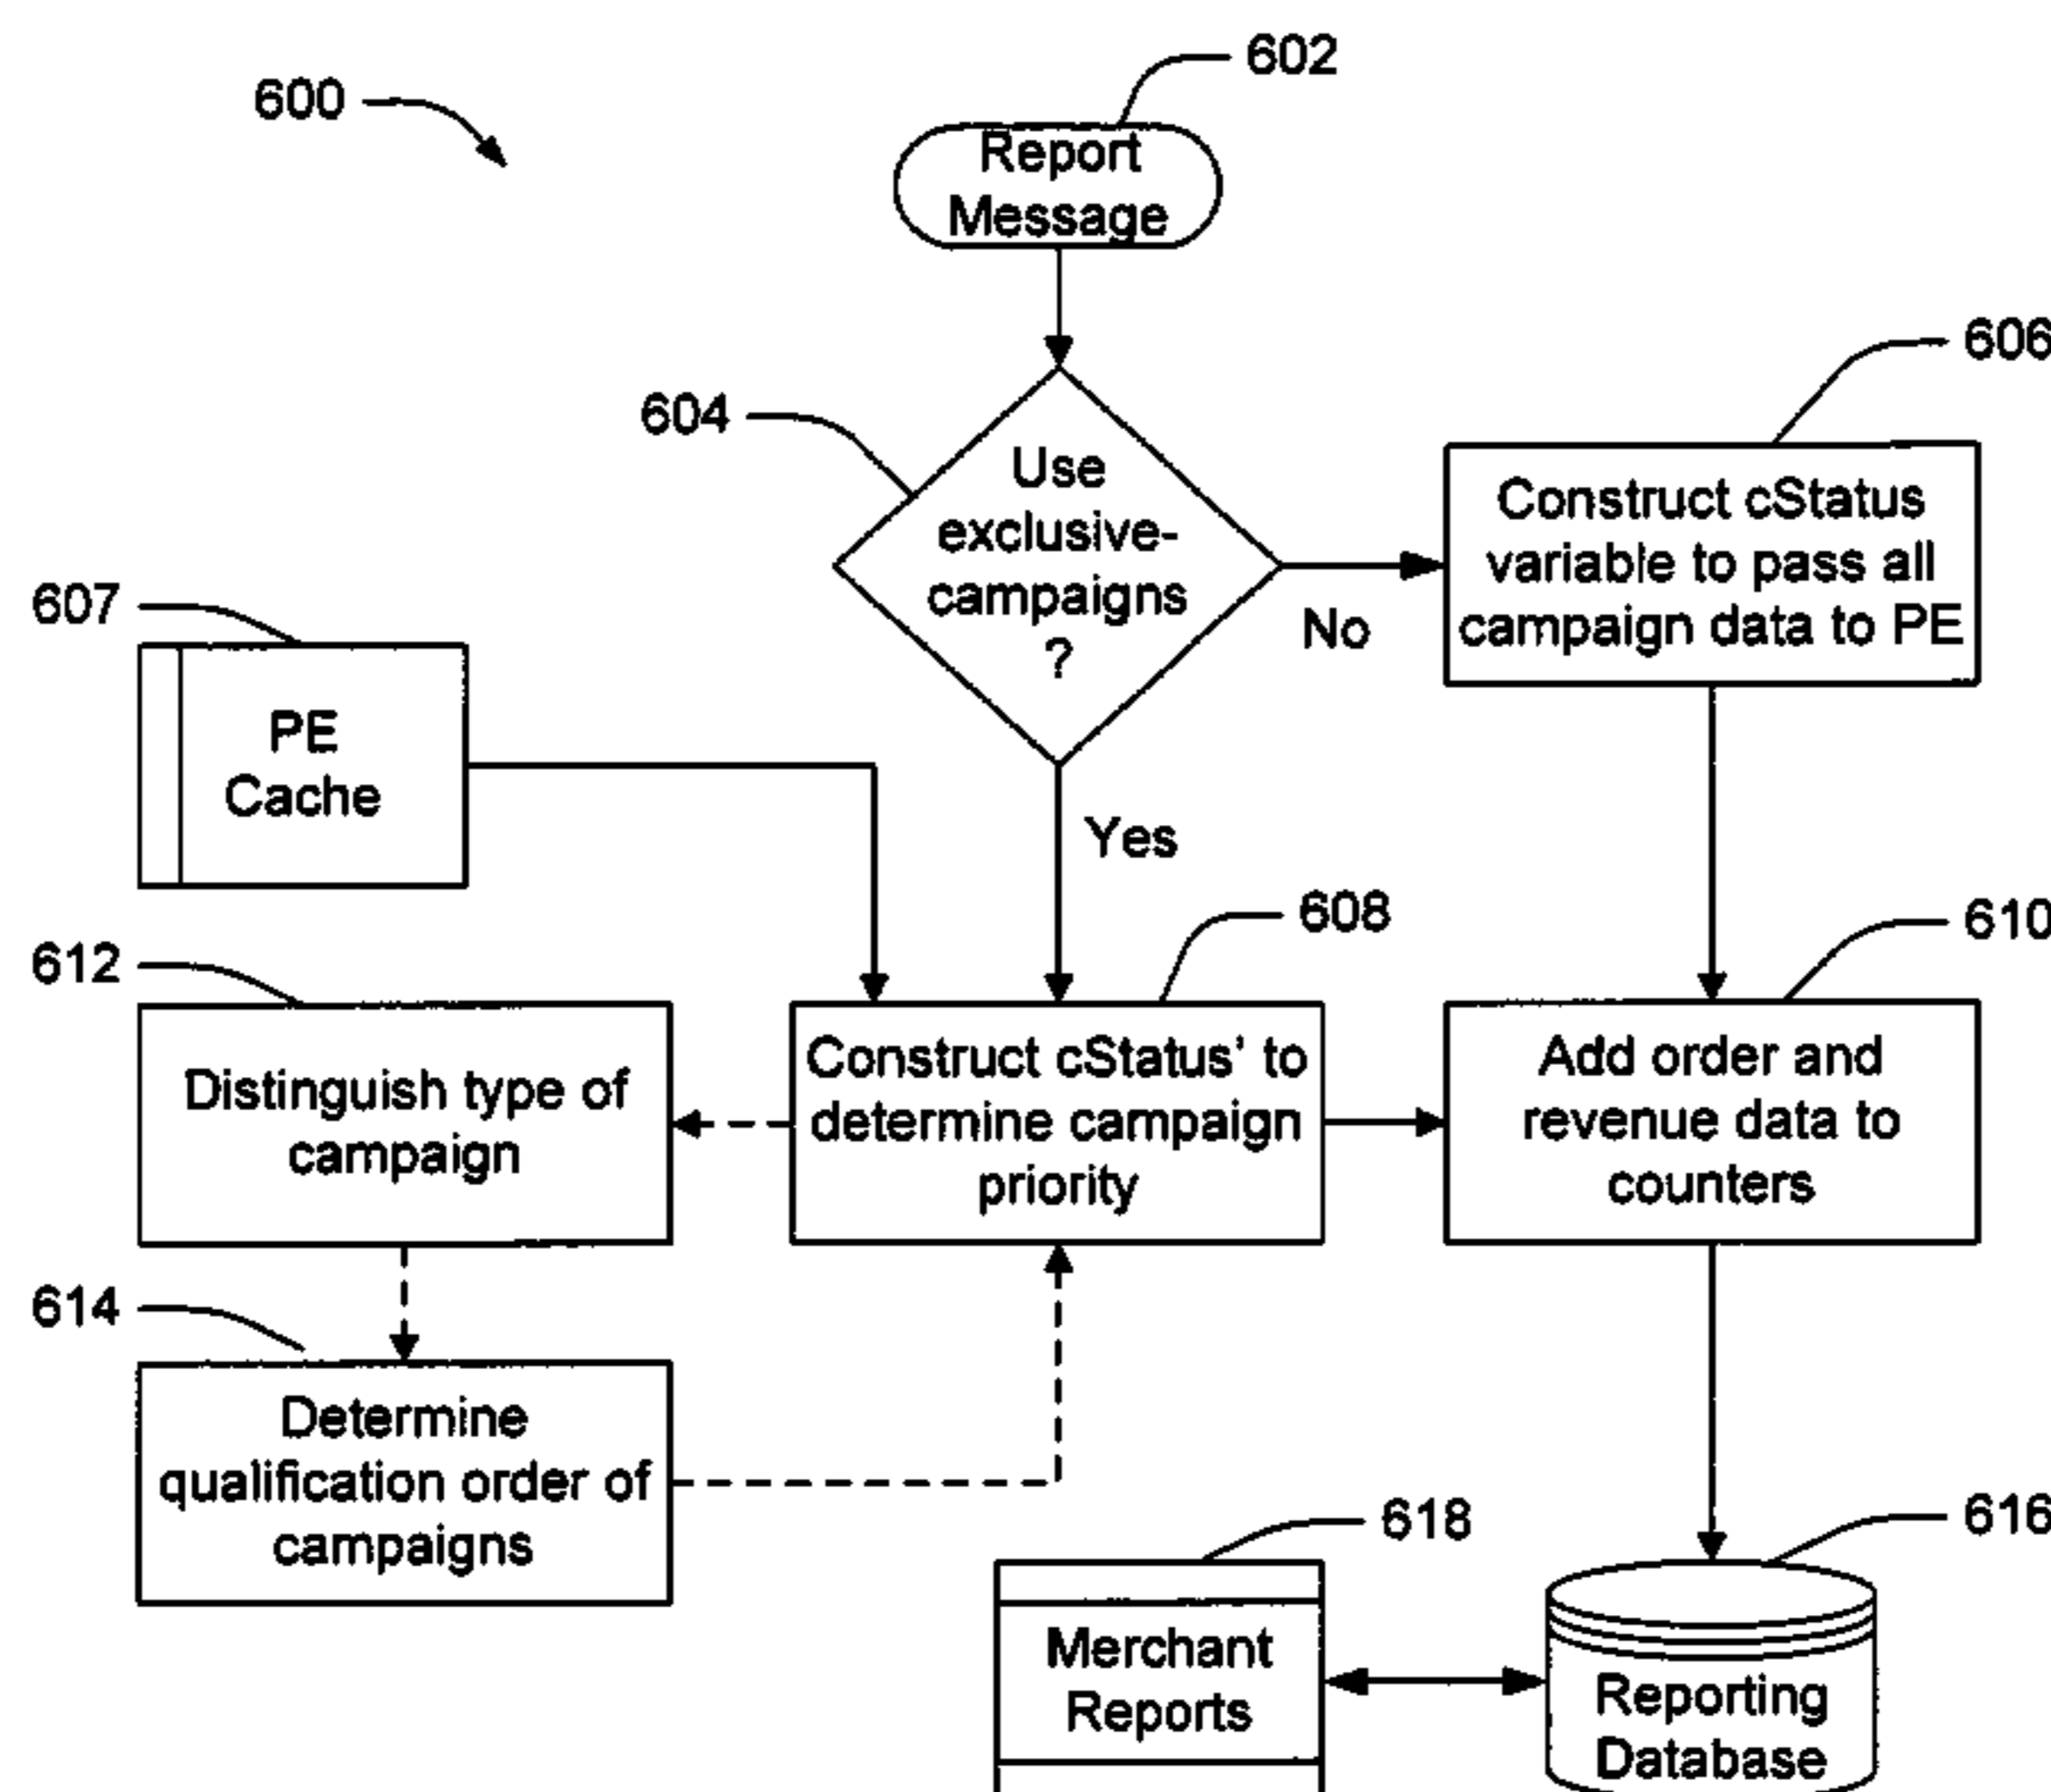 602
600
Report
Message
606
604
Use
exclusive-
campaigns
?
Construct cStatus
variable to pass all
campaign data to PE
No
607
PE
Cache
Yes
608
610
612
Distinguish type of
campaign
Construct cStatus' to
determine campaign
priority
Add order and
revenue data to
counters
614
Determine
qualification order of
campaigns
618
616
Merchant
Reports
Reporting
Database